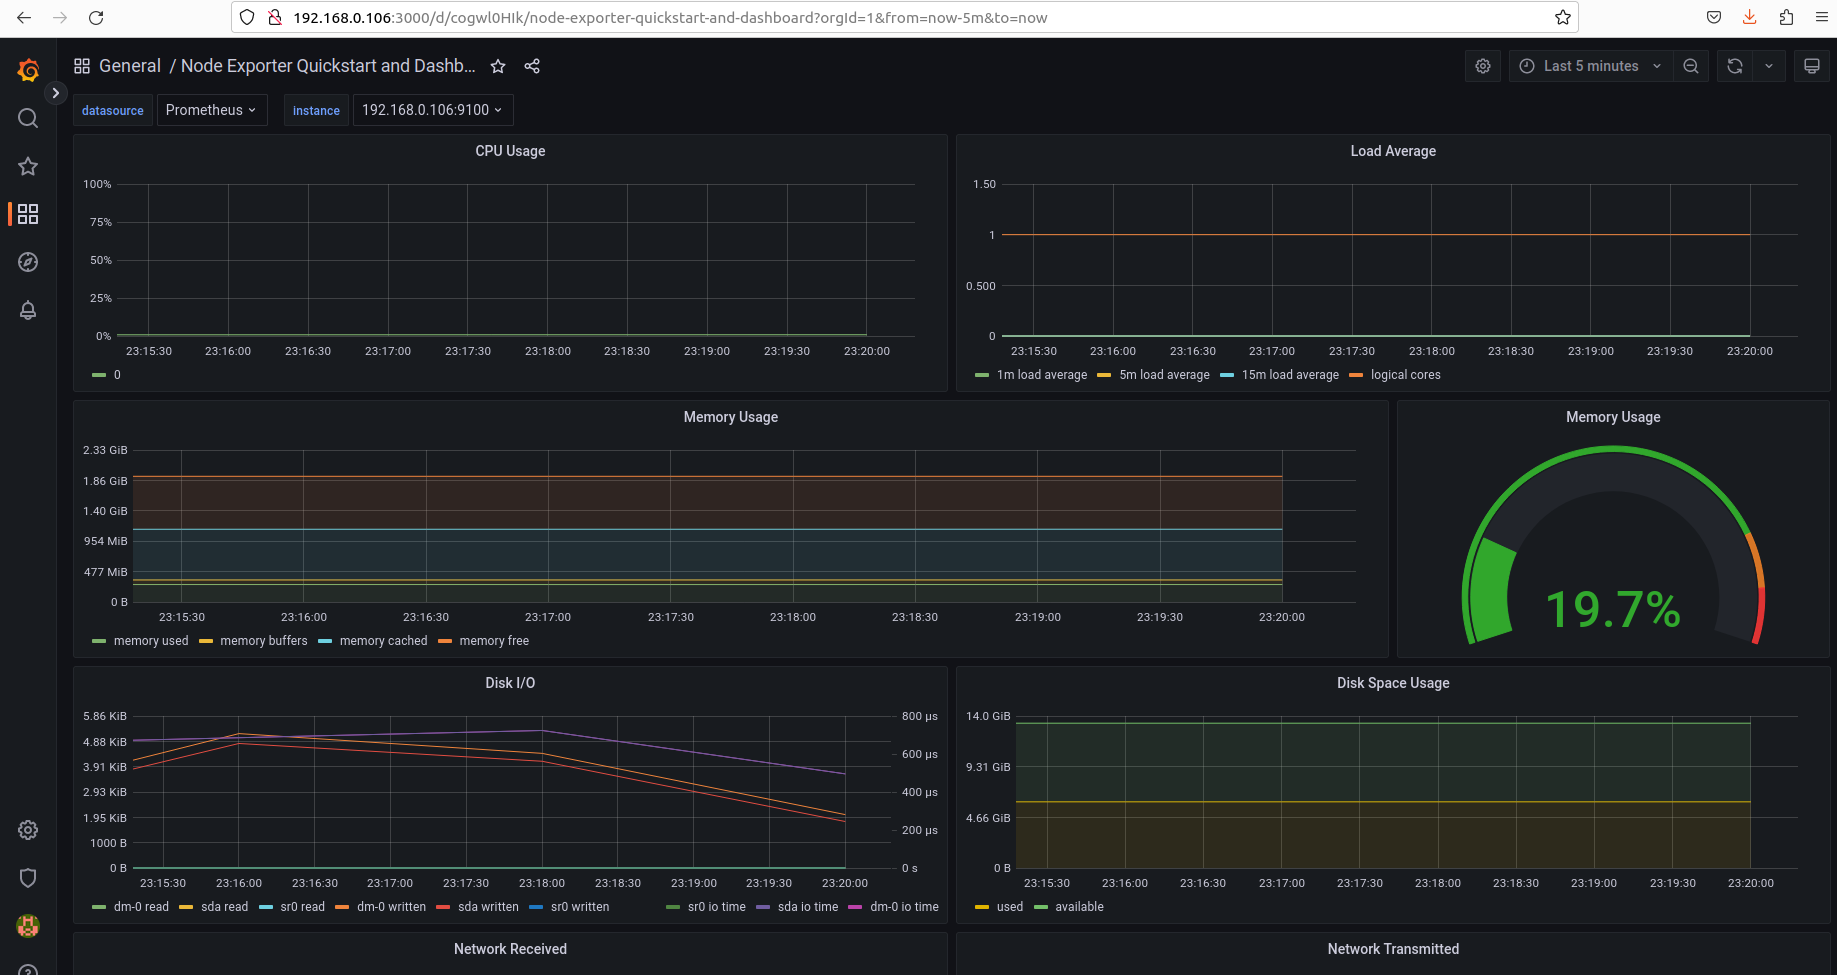 192.168.0.106:3000/d/cogwl0HIk/node-exporter-quickstart-and-dashboard?orgId=1&from=now-5m&to=now
General / Node Exporter Quickstart and Dashb...
Last 5 minutes
datasource Prometheus instance 192.168.0.106:9100
CPU Usage
100%
75%
50%
25%
0%
23:15:30 23:16:00 23:16:30 23:17:00 23:17:30 23:18:00 23:18:30 23:19:00 23:19:30 23:20:00
0
Load Average
1.50
1
0.500
0
23:15:30 23:16:00 23:16:30 23:17:00 23:17:30 23:18:00 23:18:30 23:19:00 23:19:30 23:20:00
1m load average 5m load average 15m load average logical cores
Memory Usage
2.33 GiB
1.86 GiB
1.40 GiB
954 MiB
477 MiB
0 B
23:15:30 23:16:00 23:16:30 23:17:00 23:17:30 23:18:00 23:18:30 23:19:00 23:19:30 23:20:00
memory used memory buffers memory cached memory free
Memory Usage
19.7%
Disk I/O
5.86 KiB 800 µs
4.88 KiB
600 µs
3.91 KiB
2.93 KiB 400 µs
1.95 KiB
200 µs
1000 B
0 B 0 s
23:15:30 23:16:00 23:16:30 23:17:00 23:17:30 23:18:00 23:18:30 23:19:00 23:19:30 23:20:00
dm-0 read sda read sr0 read dm-0 written sda written sr0 written sr0 io time sda io time dm-0 io time
Disk Space Usage
14.0 GiB
9.31 GiB
4.66 GiB
0 B
23:15:30 23:16:00 23:16:30 23:17:00 23:17:30 23:18:00 23:18:30 23:19:00 23:19:30 23:20:00
used available
Network Received
Network Transmitted